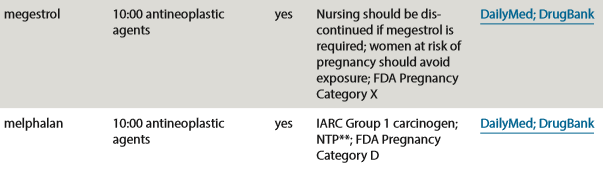 megestrol 10:00 antineoplastic yes Nursing should be dis- DailyMed; DrugBank
agents continued if megestrol is
required; women at risk of
pregnancy should avoid
exposure; FDA Pregnancy
Category X
melphalan 10:00 antineoplastic yes IARC Group 1 carcinogen; DailyMed; DrugBank
agents NTP**; FDA Pregnancy
Category D